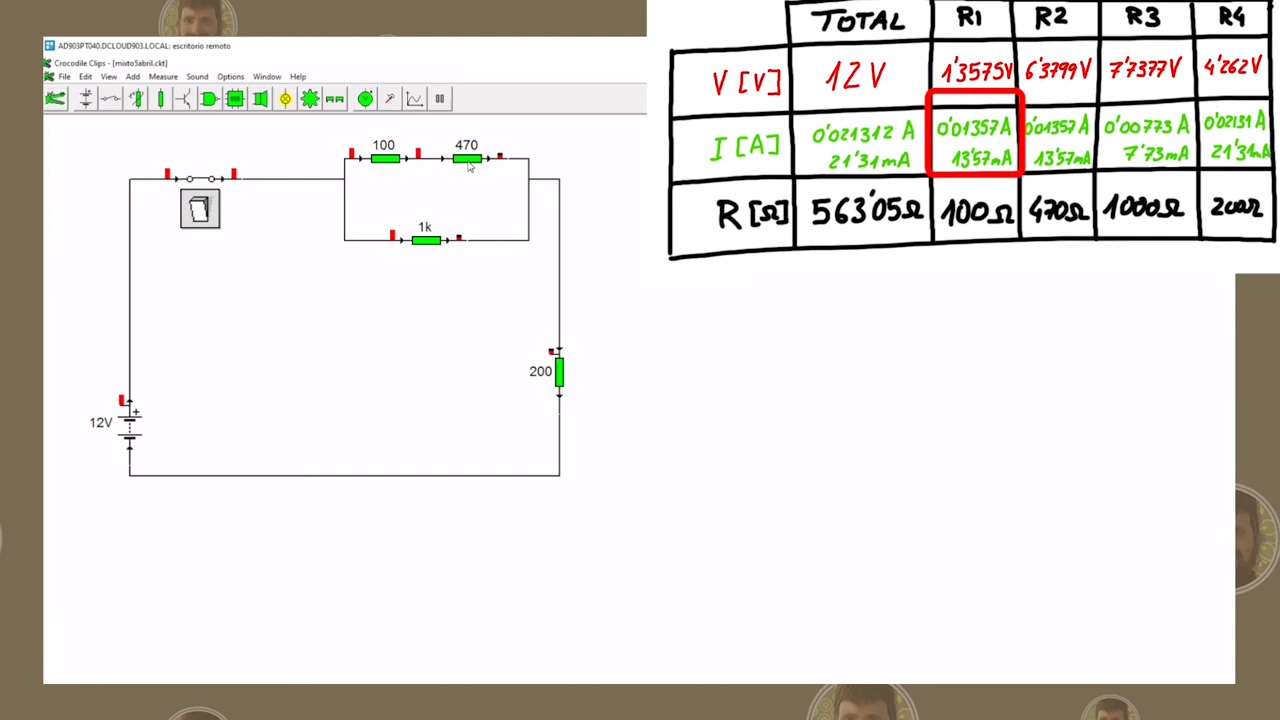 AD903PT040.DCLOUD903.LOCAL: escritorio remoto
Crocodile Clips - [mixto5abril.ckt]
File Edit View Add Measure Sound Options Window Help
100 470
1k
200
12V
+
TOTAL R1 R2 R3 R4
V [V] 12 V 1'3575V 6'3799V 7'7377V 4'262V
I [A] 0'021312 A 0'01357A 0'01357A 0'00773 A 0'02131A
21'31mA 13'57mA 13'57mA 7'73mA 21'31mA
R [Ω] 563'05Ω 100Ω 470Ω 1000Ω 200Ω